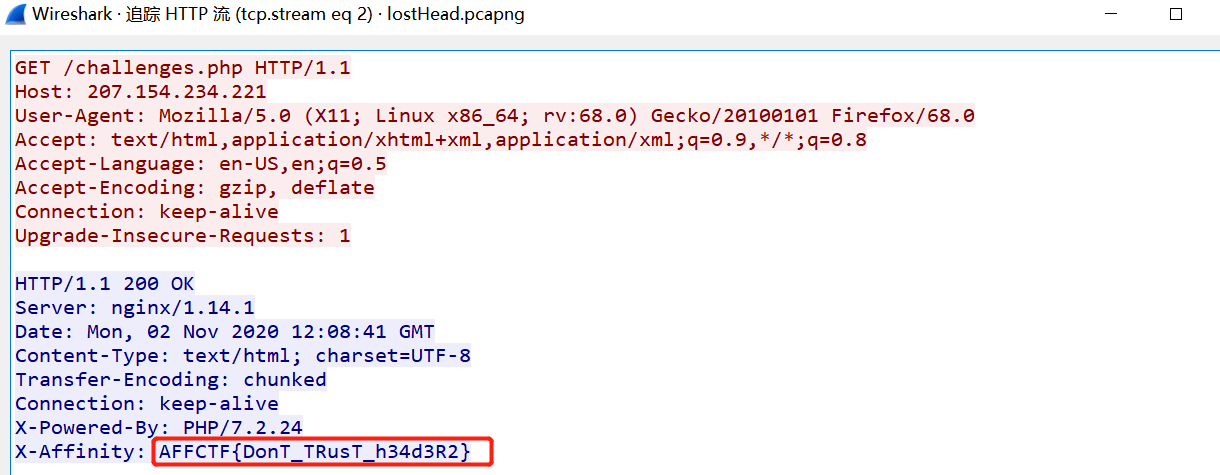 Wireshark · 追踪 HTTP 流 (tcp.stream eq 2) · lostHead.pcapng
GET /challenges.php HTTP/1.1
Host: 207.154.234.221
User-Agent: Mozilla/5.0 (X11; Linux x86_64; rv:68.0) Gecko/20100101 Firefox/68.0
Accept: text/html,application/xhtml+xml,application/xml;q=0.9,*/*;q=0.8
Accept-Language: en-US,en;q=0.5
Accept-Encoding: gzip, deflate
Connection: keep-alive
Upgrade-Insecure-Requests: 1
HTTP/1.1 200 OK
Server: nginx/1.14.1
Date: Mon, 02 Nov 2020 12:08:41 GMT
Content-Type: text/html; charset=UTF-8
Transfer-Encoding: chunked
Connection: keep-alive
X-Powered-By: PHP/7.2.24
X-Affinity: AFFCTF{DonT_TRusT_h34d3R2}